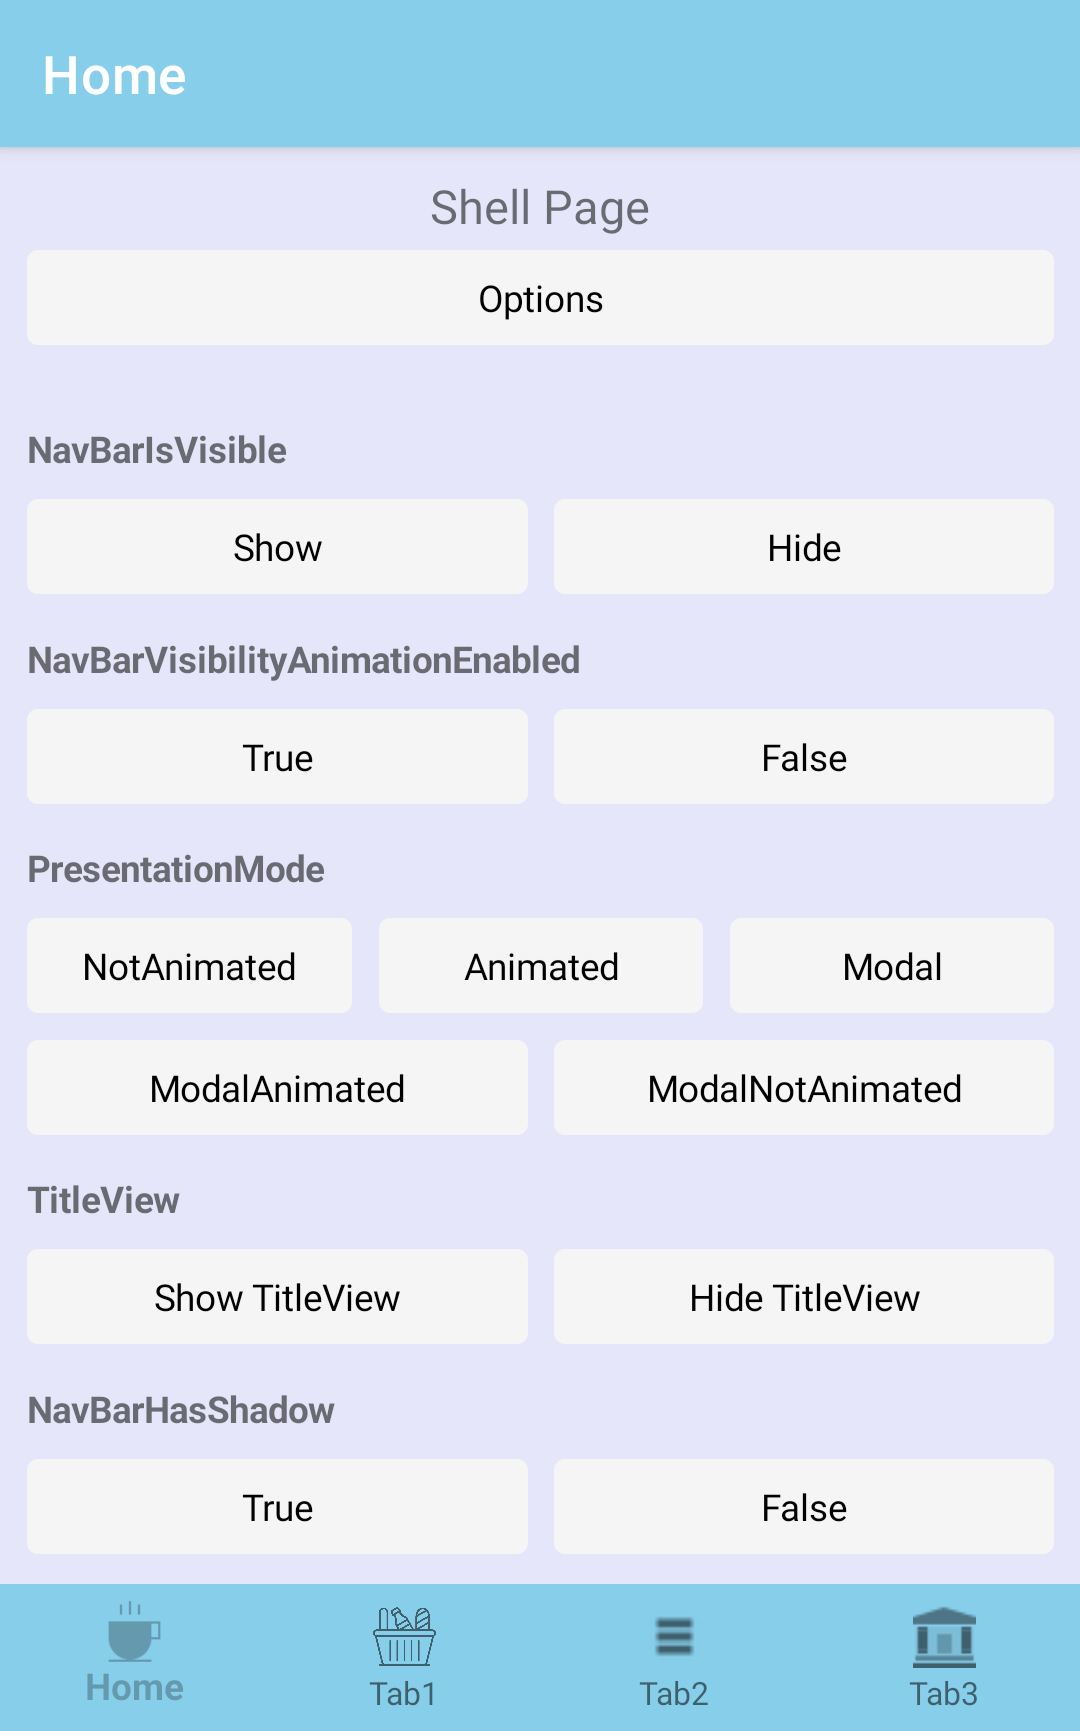 Home
Shell Page
Options
NavBarIsVisible
Show Hide
NavBarVisibilityAnimationEnabled
True False
PresentationMode
NotAnimated Animated Modal
ModalAnimated ModalNotAnimated
TitleView
Show TitleView Hide TitleView
NavBarHasShadow
True False
Home Tab1 Tab2 Tab3